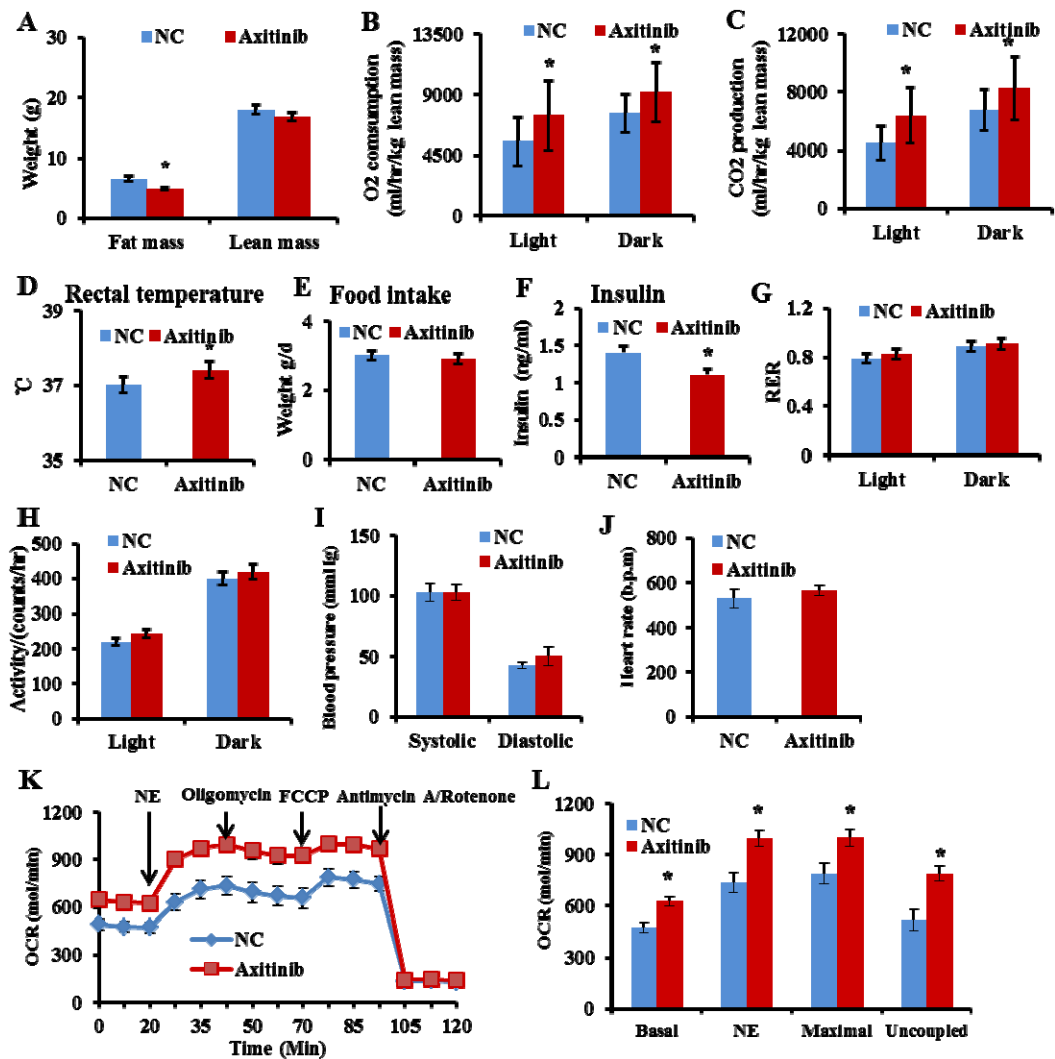 A
NC Axitinib
Weight (g)
30
20
10
0
*
Fat mass Lean mass
B
NC Axitinib
O2 comsumption
(ml/hr/kg lean mass)
13500
9000
4500
0
* *
Light Dark
C
NC Axitinib
CO2 production
(ml/hr/kg lean mass)
12000
8000
4000
0
* *
Light Dark
D Rectal temperature
NC Axitinib
℃
39
37
35
*
NC Axitinib
E Food intake
NC Axitinib
Weight g/d
4
2
0
NC Axitinib
F Insulin
NC Axitinib
Insulin (ng/ml)
2
1.5
1
0.5
0
*
NC Axitinib
G
NC Axitinib
RER
1.2
0.8
0.4
0
Light Dark
H
NC
Axitinib
Activity/(counts/hr)
500
400
300
200
100
0
Light Dark
I
NC
Axitinib
Blood pressure
150
100
50
0
Systolic Diastolic
J
NC
Axitinib
Heart rate (b.p.m)
800
600
400
200
0
NC Axitinib
K
NE Oligomycin FCCP Antimycin A/Rotenone
OCR (mol/min)
1200
900
600
300
0
NC
Axitinib
0 20 35 70 85 105 120
Time (Min)
L
NC
Axitinib
OCR (mol/min)
1200
900
600
300
0
* * * *
Basal NE Maximal Uncoupled